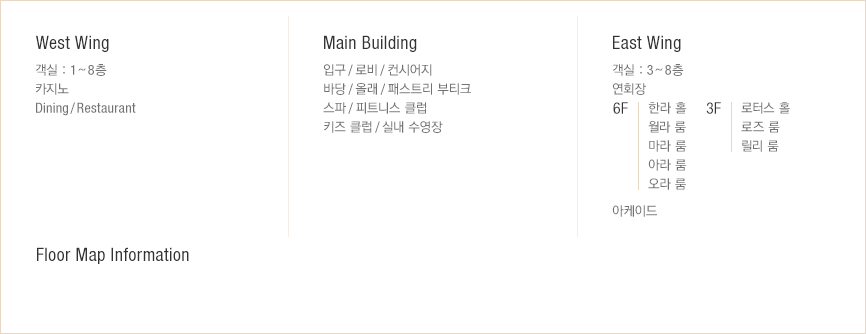 West Wing
객실 : 1~8층
카지노
Dining / Restaurant
Main Building
입구 / 로비 / 컨시어지
바당 / 올래 / 패스트리 부티크
스파 / 피트니스 클럽
키즈 클럽 / 실내 수영장
East Wing
객실 : 3~8층
연회장
6F
한라 홀
월라 룸
마라 룸
아라 룸
오라 룸
3F
로터스 홀
로즈 룸
릴리 룸
아케이드
Floor Map Information